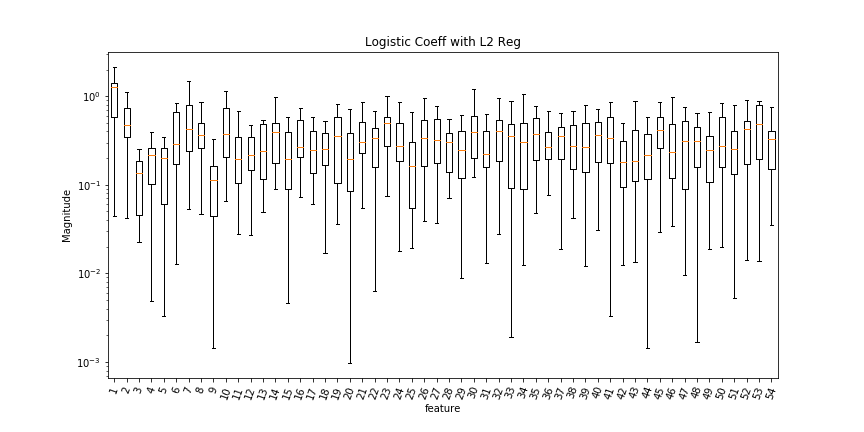 Logistic Coeff with L2 Reg
Magnitude
10⁰
10⁻¹
10⁻²
10⁻³
1 2 3 4 5 6 7 8 9 10 11 12 13 14 15 16 17 18 19 20 21 22 23 24 25 26 27 28 29 30 31 32 33 34 35 36 37 38 39 40 41 42 43 44 45 46 47 48 49 50 51 52 53 54
feature